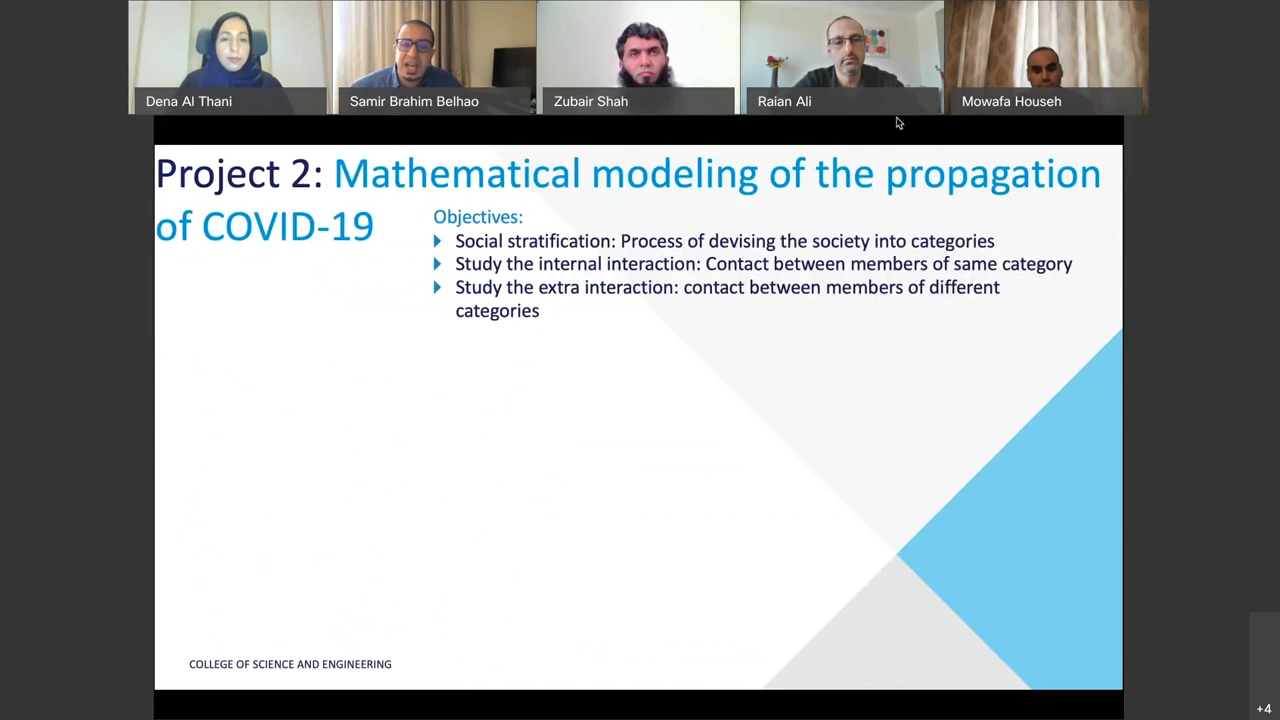 Dena Al Thani
Samir Brahim Belhao
Zubair Shah
Raian Ali
Mowafa Househ
Project 2: Mathematical modeling of the propagation
of COVID-19
Objectives:
Social stratification: Process of devising the society into categories
Study the internal interaction: Contact between members of same category
Study the extra interaction: contact between members of different
categories
COLLEGE OF SCIENCE AND ENGINEERING
+4